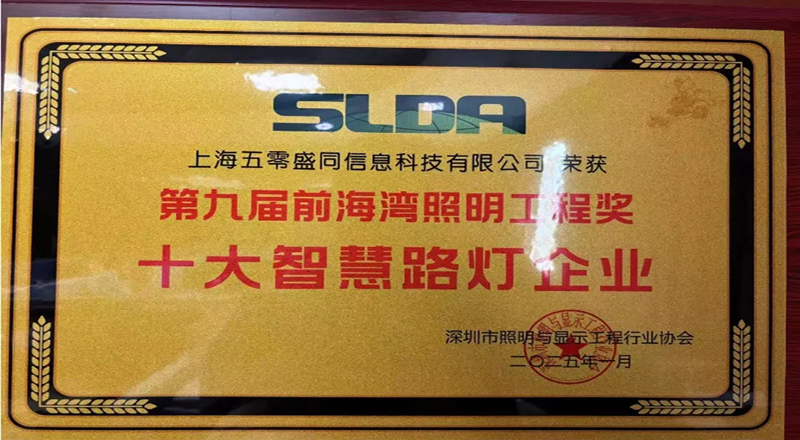 SLDA
上海五零盛同信息科技有限公司 荣获
第九届前海湾照明工程奖
十大智慧路灯企业
深圳市照明与显示工程行业协会
二〇二五年一月